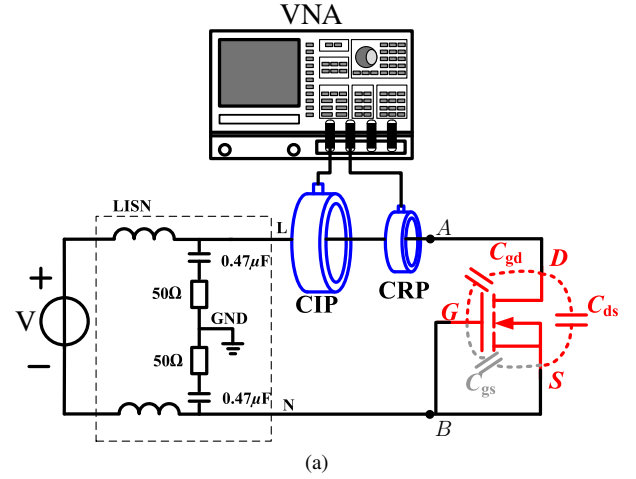 VNA
LISN
L
0.47μF
50Ω
GND
50Ω
0.47μF
N
CIP
CRP
A
B
V
+
−
C_gd
D
G
C_ds
S
C_gs
(a)